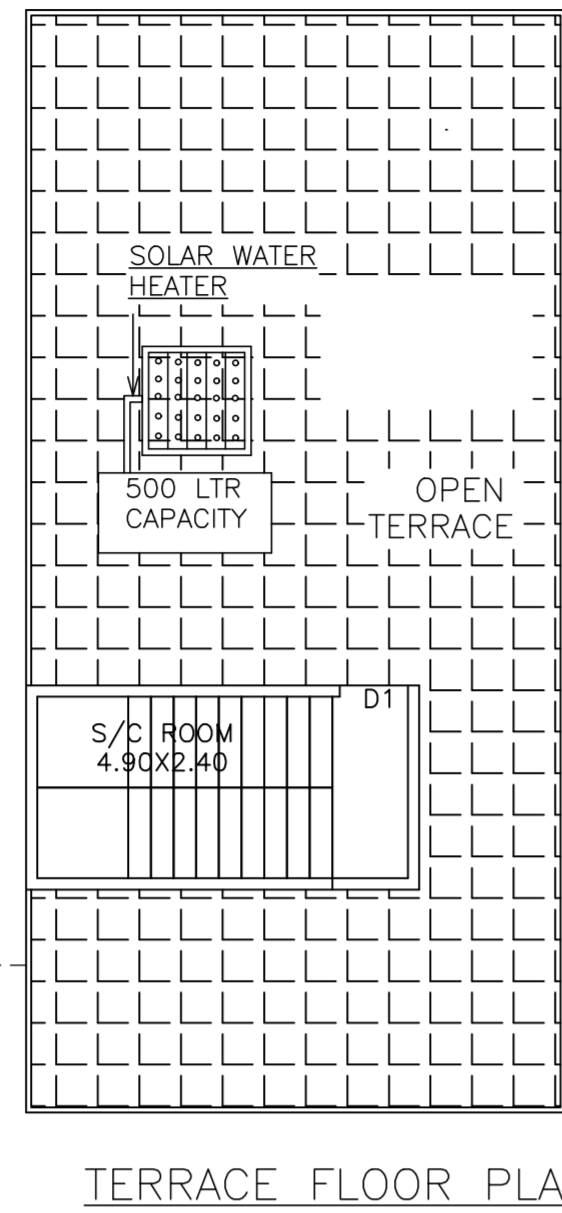 SOLAR WATER
HEATER
500 LTR
CAPACITY
OPEN
TERRACE
D1
S/C ROOM
4.90X2.40
TERRACE FLOOR PLA